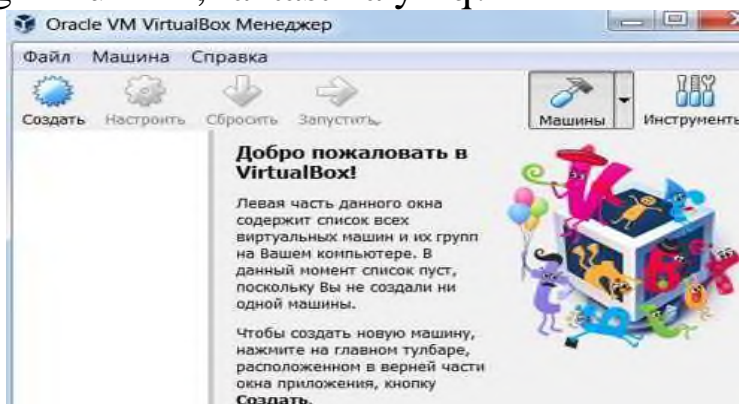 Oracle VM VirtualBox Менеджер
Файл Машина Справка
Создать Настроить Сбросить Запустить
Машины Инструменты
Добро пожаловать в
VirtualBox!
Левая часть данного окна
содержит список всех
виртуальных машин и их групп
на Вашем компьютере. В
данный момент список пуст,
поскольку Вы не создали ни
одной машины.
Чтобы создать новую машину,
нажмите на главном тулбаре,
расположенном в верхней части
окна приложения, кнопку
Создать.